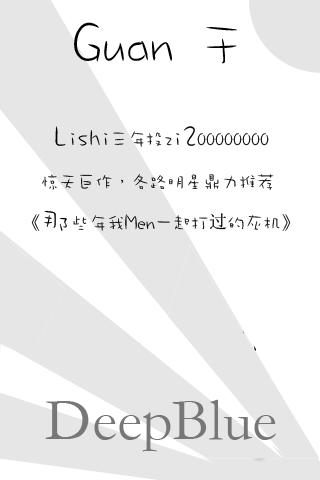 Guan 于
Lishi三年投zi200000000
惊天巨作，各路明星鼎力推荐
《那些年我Men一起打过的灰机》
DeepBlue